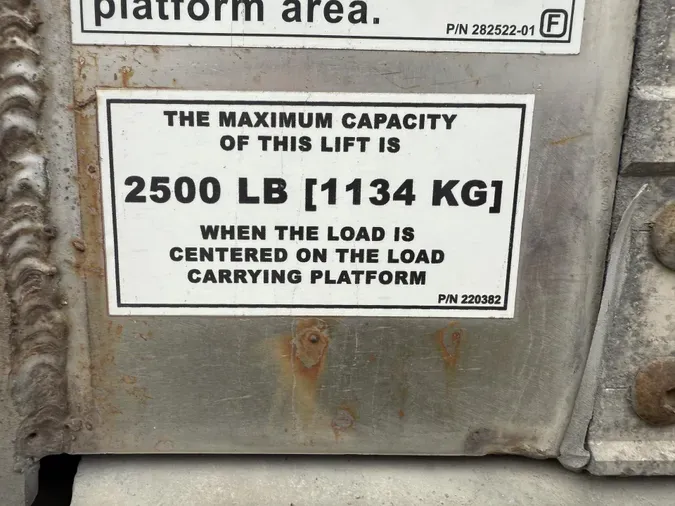 platform area.
P/N 282522-01 F
THE MAXIMUM CAPACITY
OF THIS LIFT IS
2500 LB [1134 KG]
WHEN THE LOAD IS
CENTERED ON THE LOAD
CARRYING PLATFORM
P/N 220382